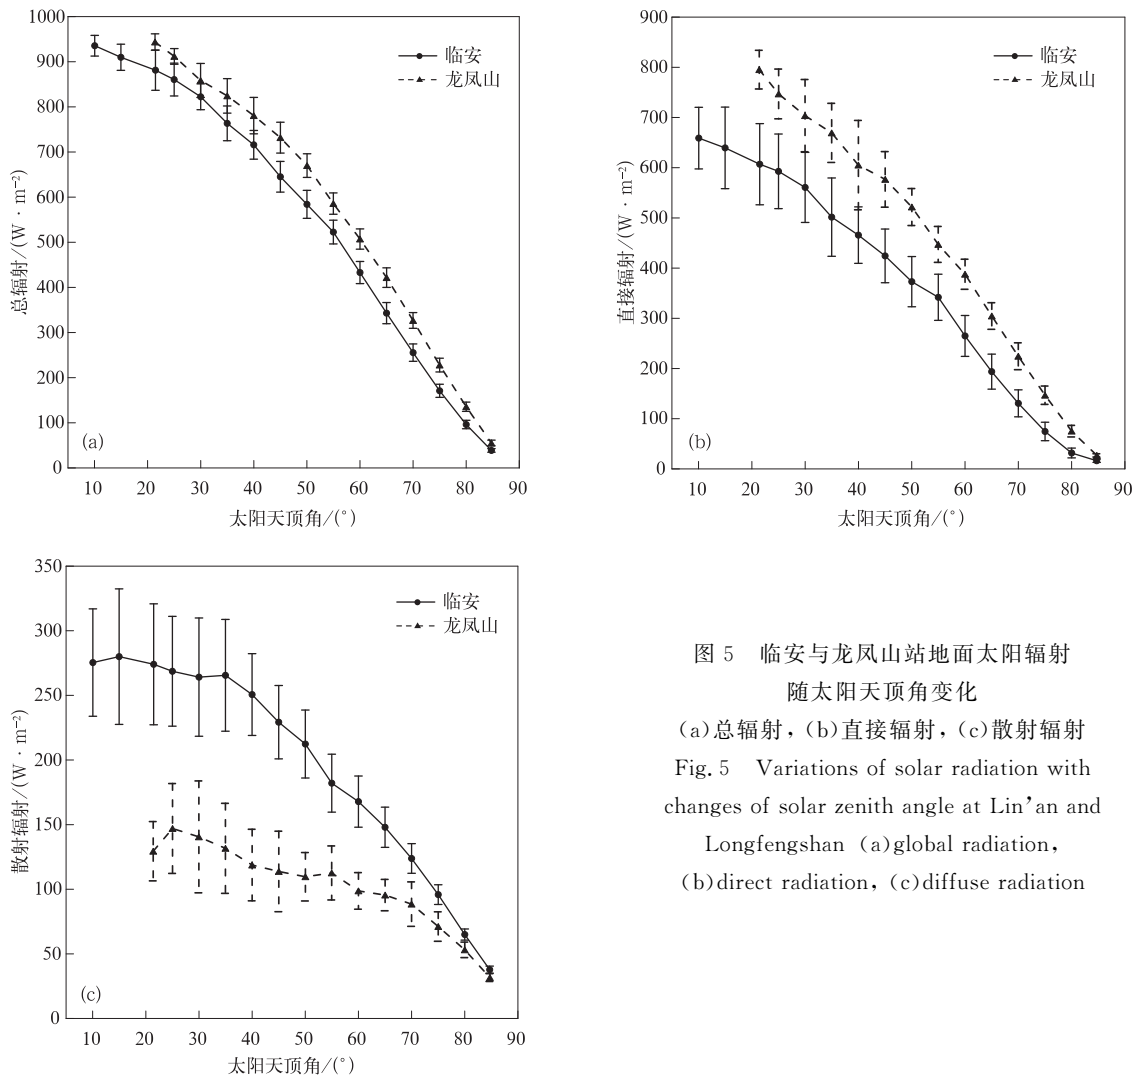 1000
900
800
700
600
500
400
300
200
100
0
总辐射/(W · m⁻²)
临安
龙凤山
(a)
10 20 30 40 50 60 70 80 90
太阳天顶角/(°)
900
800
700
600
500
400
300
200
100
0
直接辐射/(W · m⁻²)
临安
龙凤山
(b)
10 20 30 40 50 60 70 80 90
太阳天顶角/(°)
350
300
250
200
150
100
50
0
散射辐射/(W · m⁻²)
临安
龙凤山
(c)
10 20 30 40 50 60 70 80 90
太阳天顶角/(°)
图 5 临安与龙凤山站地面太阳辐射
随太阳天顶角变化
(a)总辐射，(b)直接辐射，(c)散射辐射
Fig. 5 Variations of solar radiation with
changes of solar zenith angle at Lin’an and
Longfengshan (a)global radiation,
(b)direct radiation, (c)diffuse radiation